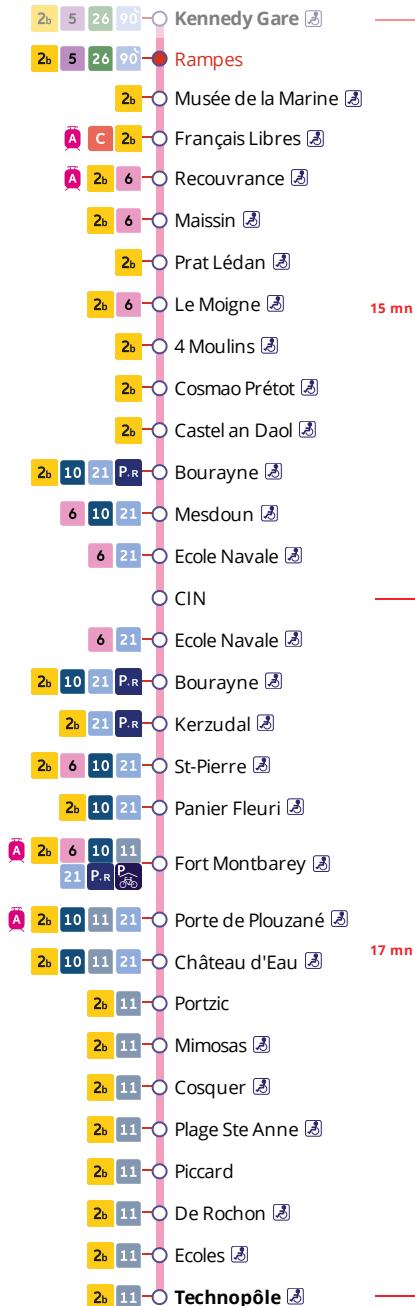 2b 5 26 90 Kennedy Gare
2b 5 26 90 Rampes
2b Musée de la Marine
A C 2b Français Libres
A 2b 6 Recouvrance
2b 6 Maissin
2b Prat Lédan
2b 6 Le Moigne 15 mn
2b 4 Moulins
2b Cosmao Prétot
2b Castel an Daol
2b 10 21 P.R Bourayne
6 10 21 Mesdoun
6 21 Ecole Navale
CIN
6 21 Ecole Navale
2b 10 21 P.R Bourayne
2b 21 P.R Kerzudal
2b 6 10 21 St-Pierre
2b 10 21 Panier Fleuri
A 2b 6 10 11
21 P.R P Fort Montbarey
A 2b 10 11 21 Porte de Plouzané
2b 10 11 21 Château d'Eau 17 mn
2b 11 Portzic
2b 11 Mimosas
2b 11 Cosquer
2b 11 Plage Ste Anne
2b 11 Piccard
2b 11 De Rochon
2b 11 Ecoles
2b 11 Technopôle